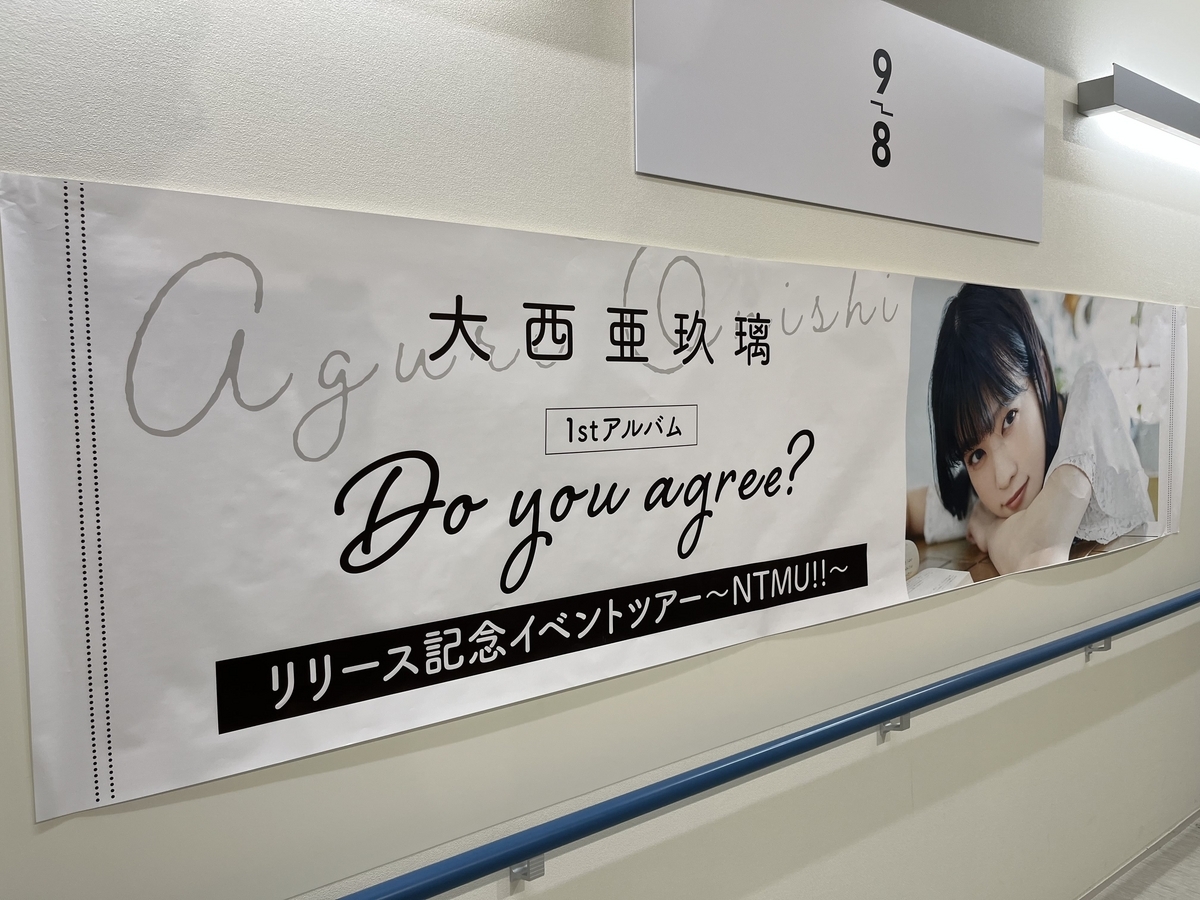 9
〜
8
Aguri Onishi
大西亜玖璃
1stアルバム
Do you agree?
リリース記念イベントツアー〜NTMU!!〜